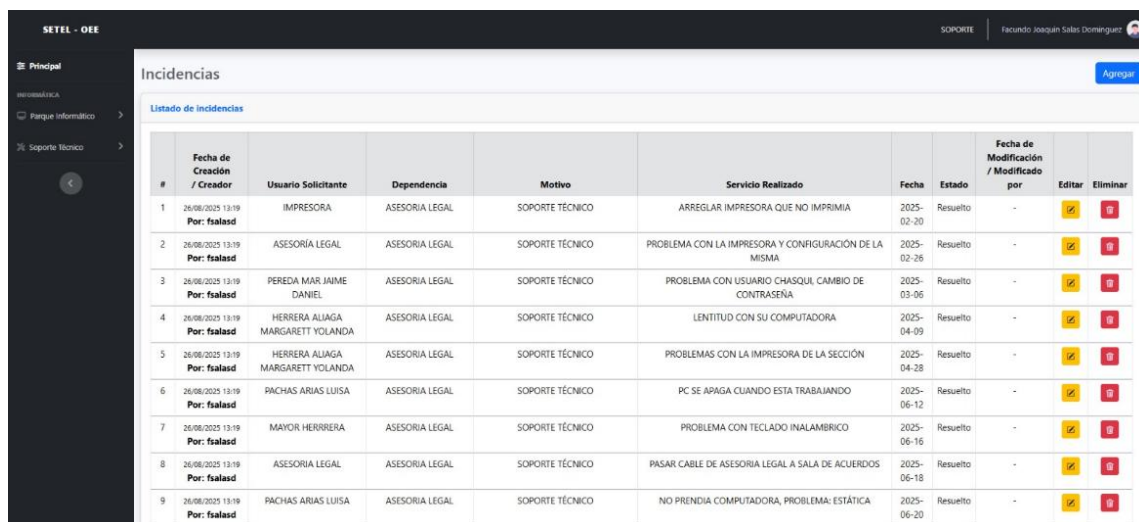 SETEL - OEE
SOPORTE
Facundo Joaquin Salas Dominguez
Principal
INFORMÁTICA
Parque Informático
Soporte Técnico
Incidencias
Agregar
Listado de incidencias
# Fecha de Creación / Creador Usuario Solicitante Dependencia Motivo Servicio Realizado Fecha Estado Fecha de Modificación / Modificado por Editar Eliminar
1 26/08/2025 13:19 IMPRESORA ASESORIA LEGAL SOPORTE TÉCNICO ARREGLAR IMPRESORA QUE NO IMPRIMIA 2025- Resuelto -
Por: fsalasd 02-20
2 26/08/2025 13:19 ASESORÍA LEGAL ASESORIA LEGAL SOPORTE TÉCNICO PROBLEMA CON LA IMPRESORA Y CONFIGURACIÓN DE LA 2025- Resuelto -
Por: fsalasd MISMA 02-26
3 26/08/2025 13:19 PEREDA MAR JAIME ASESORIA LEGAL SOPORTE TÉCNICO PROBLEMA CON USUARIO CHASQUI, CAMBIO DE 2025- Resuelto -
Por: fsalasd DANIEL CONTRASEÑA 03-06
4 26/08/2025 13:19 HERRERA ALIAGA ASESORIA LEGAL SOPORTE TÉCNICO LENTITUD CON SU COMPUTADORA 2025- Resuelto -
Por: fsalasd MARGARETT YOLANDA 04-09
5 26/08/2025 13:19 HERRERA ALIAGA ASESORIA LEGAL SOPORTE TÉCNICO PROBLEMAS CON LA IMPRESORA DE LA SECCIÓN 2025- Resuelto -
Por: fsalasd MARGARETT YOLANDA 04-28
6 26/08/2025 13:19 PACHAS ARIAS LUISA ASESORIA LEGAL SOPORTE TÉCNICO PC SE APAGA CUANDO ESTA TRABAJANDO 2025- Resuelto -
Por: fsalasd 06-12
7 26/08/2025 13:19 MAYOR HERRRERA ASESORIA LEGAL SOPORTE TÉCNICO PROBLEMA CON TECLADO INALAMBRICO 2025- Resuelto -
Por: fsalasd 06-16
8 26/08/2025 13:19 ASESORIA LEGAL ASESORIA LEGAL SOPORTE TÉCNICO PASAR CABLE DE ASESORIA LEGAL A SALA DE ACUERDOS 2025- Resuelto -
Por: fsalasd 06-18
9 26/08/2025 13:19 PACHAS ARIAS LUISA ASESORIA LEGAL SOPORTE TÉCNICO NO PRENDIA COMPUTADORA, PROBLEMA: ESTÁTICA 2025- Resuelto -
Por: fsalasd 06-20